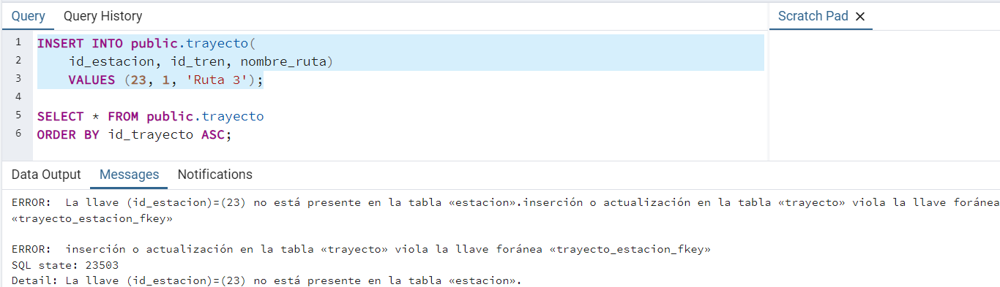 Query Query History Scratch Pad ✕
1 INSERT INTO public.trayecto(
2 id_estacion, id_tren, nombre_ruta)
3 VALUES (23, 1, 'Ruta 3');
4
5 SELECT * FROM public.trayecto
6 ORDER BY id_trayecto ASC;
Data Output Messages Notifications
ERROR:  La llave (id_estacion)=(23) no está presente en la tabla «estacion».inserción o actualización en la tabla «trayecto» viola la llave foránea
«trayecto_estacion_fkey»
ERROR:  inserción o actualización en la tabla «trayecto» viola la llave foránea «trayecto_estacion_fkey»
SQL state: 23503
Detail: La llave (id_estacion)=(23) no está presente en la tabla «estacion».